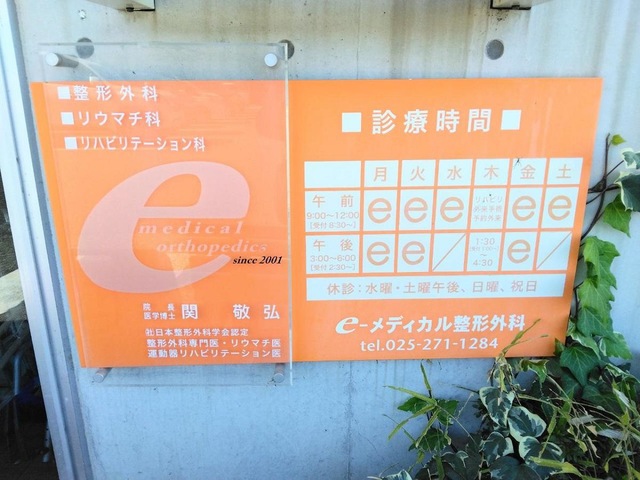 ■整形外科
■リウマチ科
■リハビリテーション科
e medical
orthopedics
since 2001
院長
医学博士 関 敬弘
㈳日本整形外科学会認定
整形外科専門医・リウマチ医
運動器リハビリテーション医
■診療時間■
月 火 水 木 金 土
午前
9:00〜12:00
[受付8:30〜]
e e e リハビリ e e
午後
3:00〜6:00
[受付2:30〜]
e e ／ 1:30 〜 4:30 e ／
休診：水曜・土曜午後、日曜、祝日
e-メディカル整形外科
tel.025-271-1284